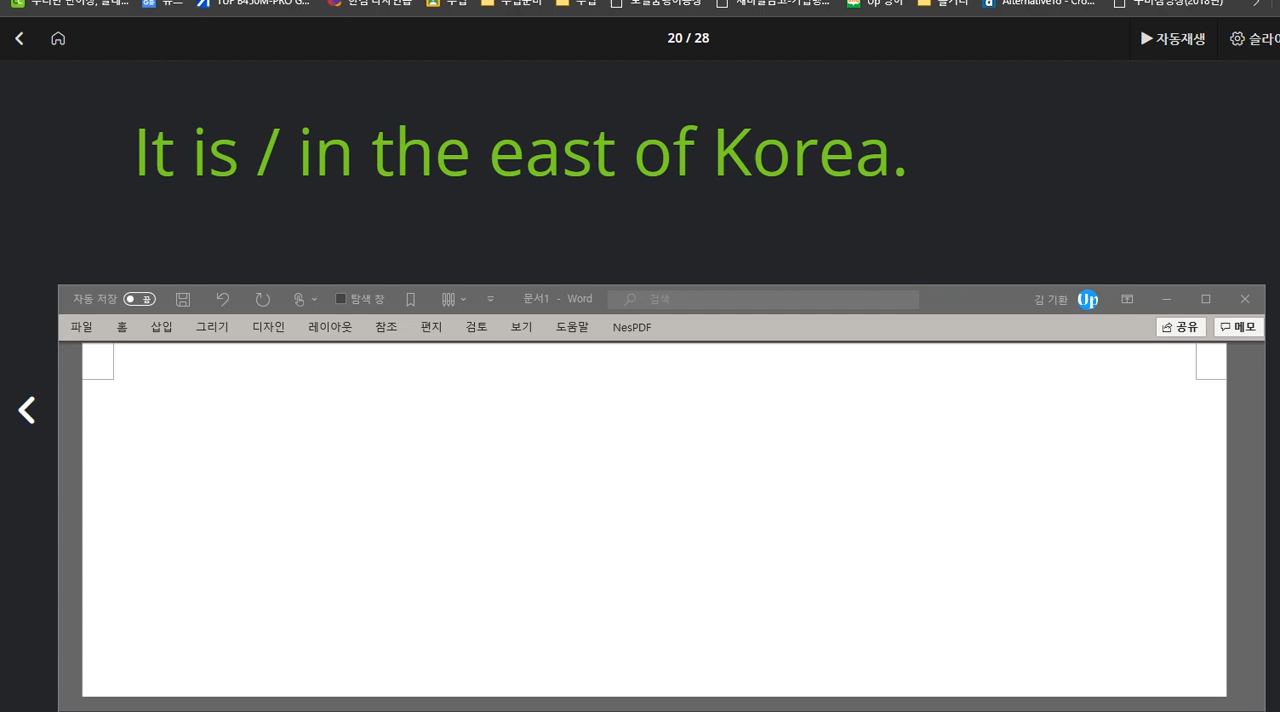 20 / 28
자동재생
It is / in the east of Korea.
자동 저장 끔 탐색 창 문서1 - Word 검색 김 기환 Up
파일 홈 삽입 그리기 디자인 레이아웃 참조 편지 검토 보기 도움말 NesPDF 공유 메모